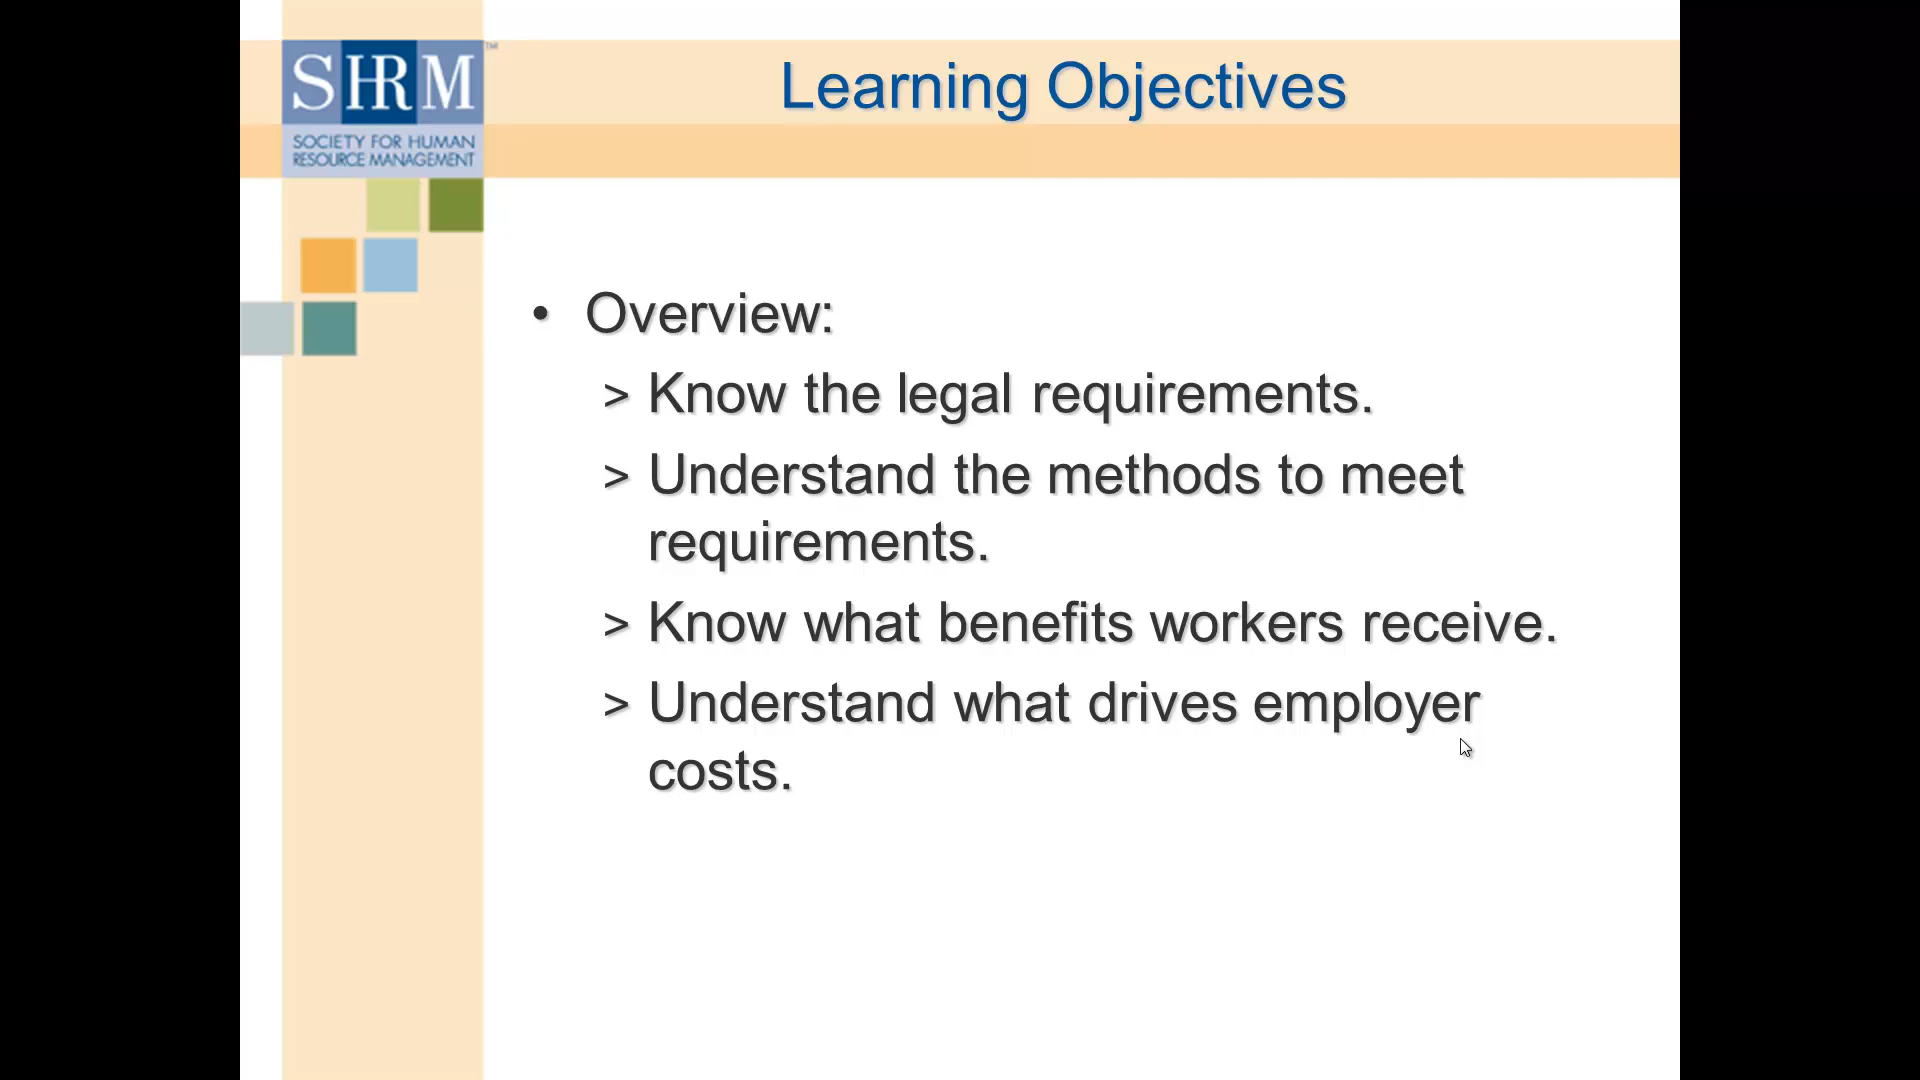 SHRM™
SOCIETY FOR HUMAN
RESOURCE MANAGEMENT
Learning Objectives
• Overview:
> Know the legal requirements.
> Understand the methods to meet
requirements.
> Know what benefits workers receive.
> Understand what drives employer
costs.